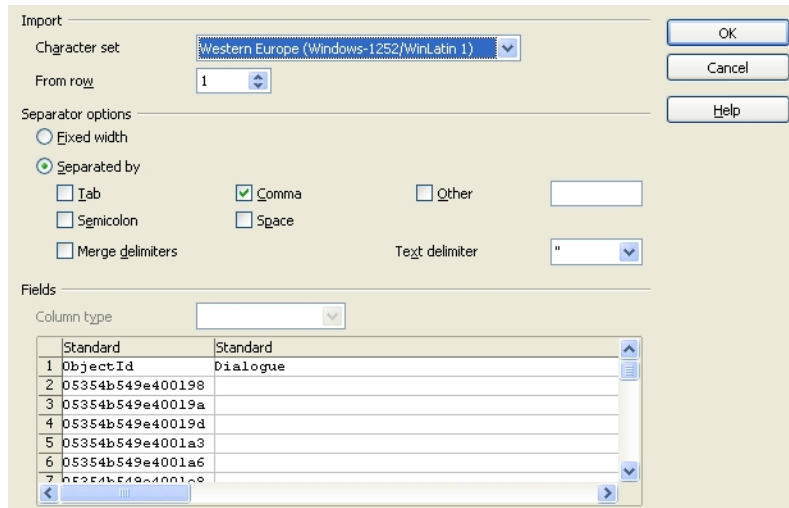 Import
Character set Western Europe (Windows-1252/WinLatin 1)
From row 1
OK
Cancel
Help
Separator options
Fixed width
Separated by
Tab Comma Other
Semicolon Space
Merge delimiters Text delimiter "
Fields
Column type
Standard Standard
1 ObjectId Dialogue
2 05354b549e400198
3 05354b549e40019a
4 05354b549e40019d
5 05354b549e4001a3
6 05354b549e4001a6
7